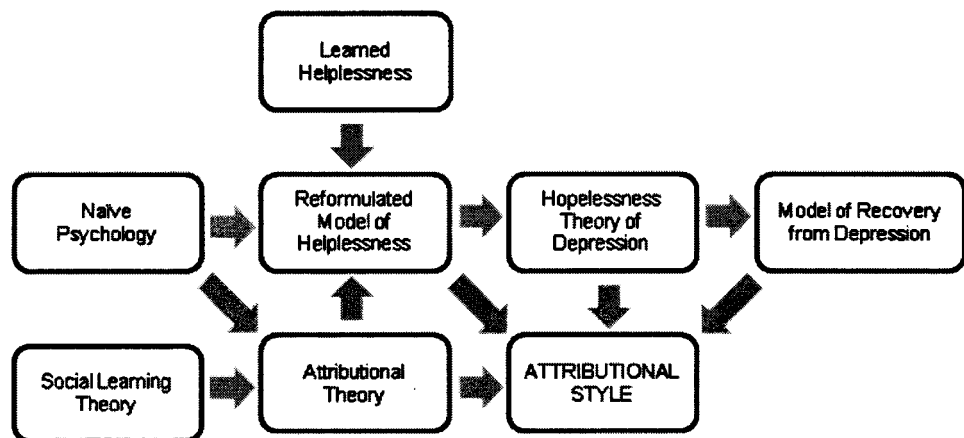 Learned
Helplessness
Naïve
Psychology
Reformulated
Model of
Helplessness
Hopelessness
Theory of
Depression
Model of Recovery
from Depression
Social Learning
Theory
Attributional
Theory
ATTRIBUTIONAL
STYLE